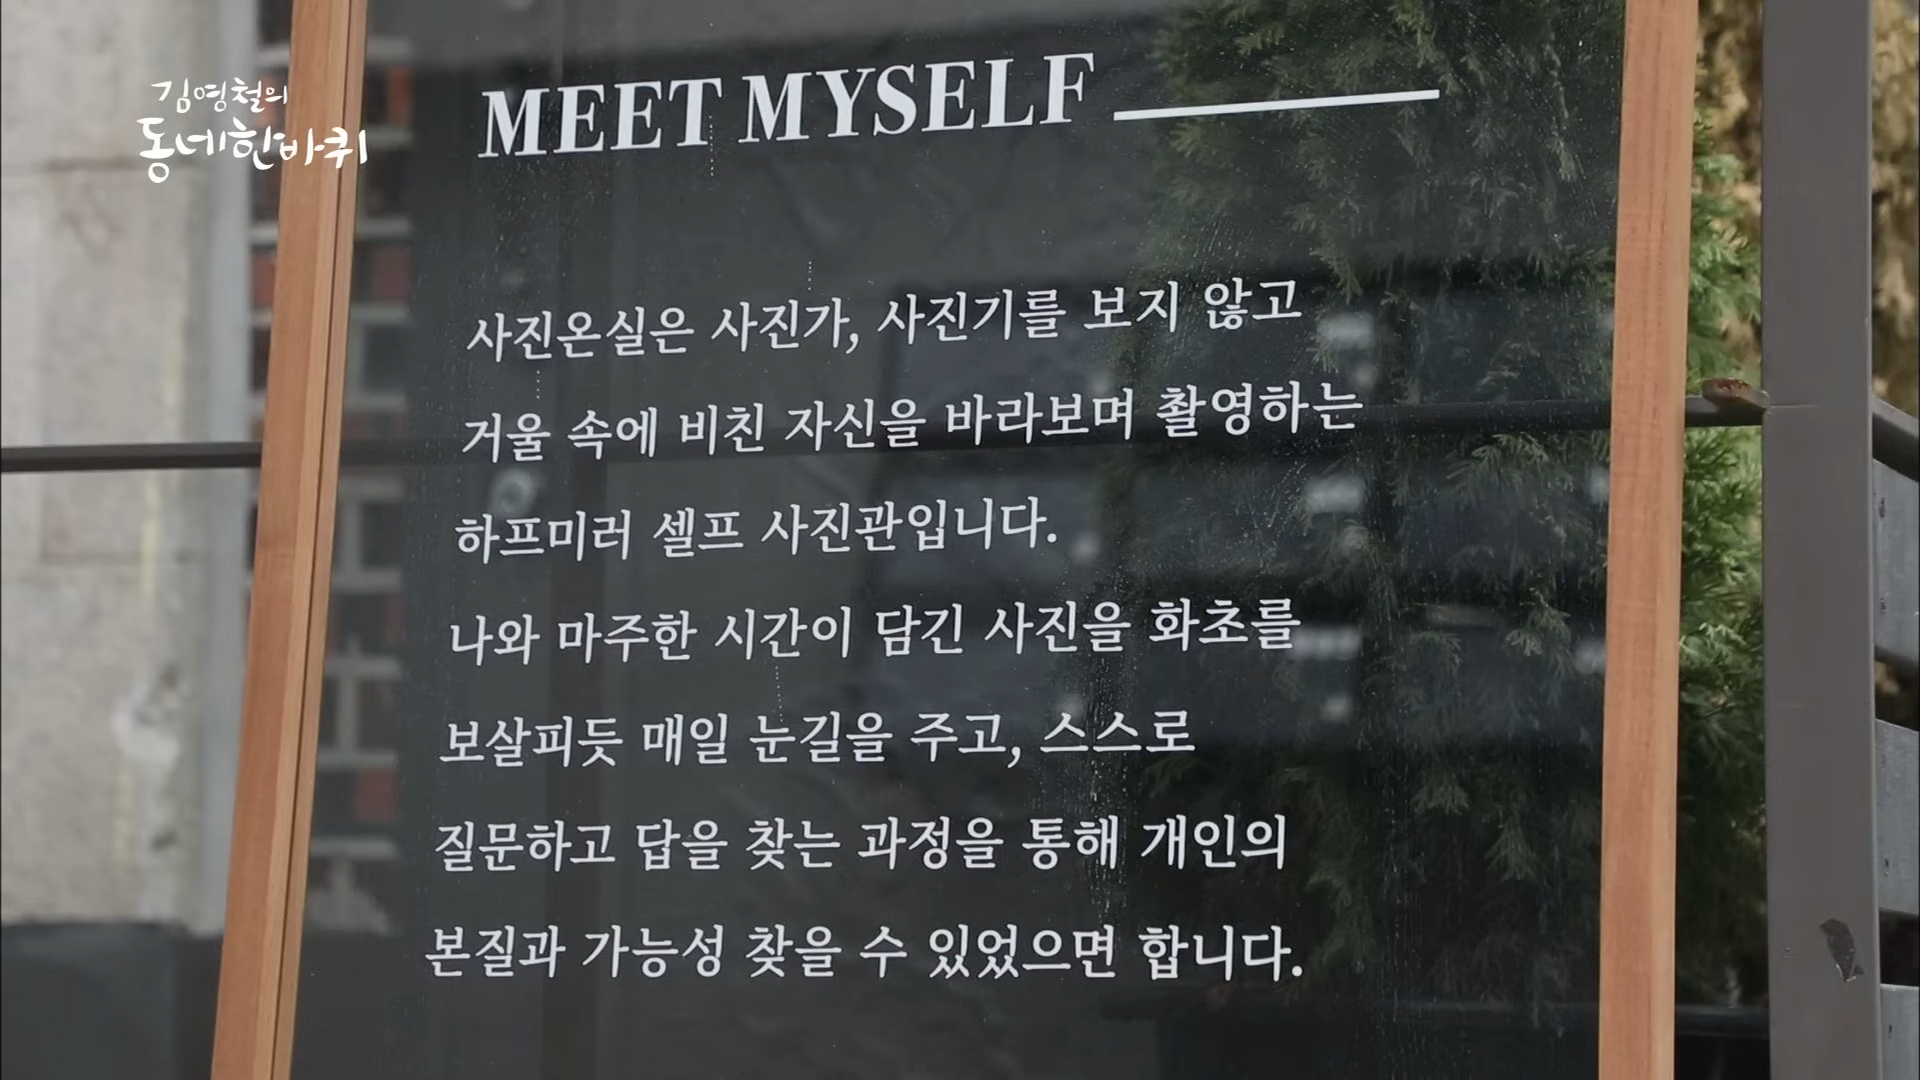 김영철의
동네한바퀴
MEET MYSELF
사진온실은 사진가, 사진기를 보지 않고
거울 속에 비친 자신을 바라보며 촬영하는
하프미러 셀프 사진관입니다.
나와 마주한 시간이 담긴 사진을 화초를
보살피듯 매일 눈길을 주고, 스스로
질문하고 답을 찾는 과정을 통해 개인의
본질과 가능성 찾을 수 있었으면 합니다.